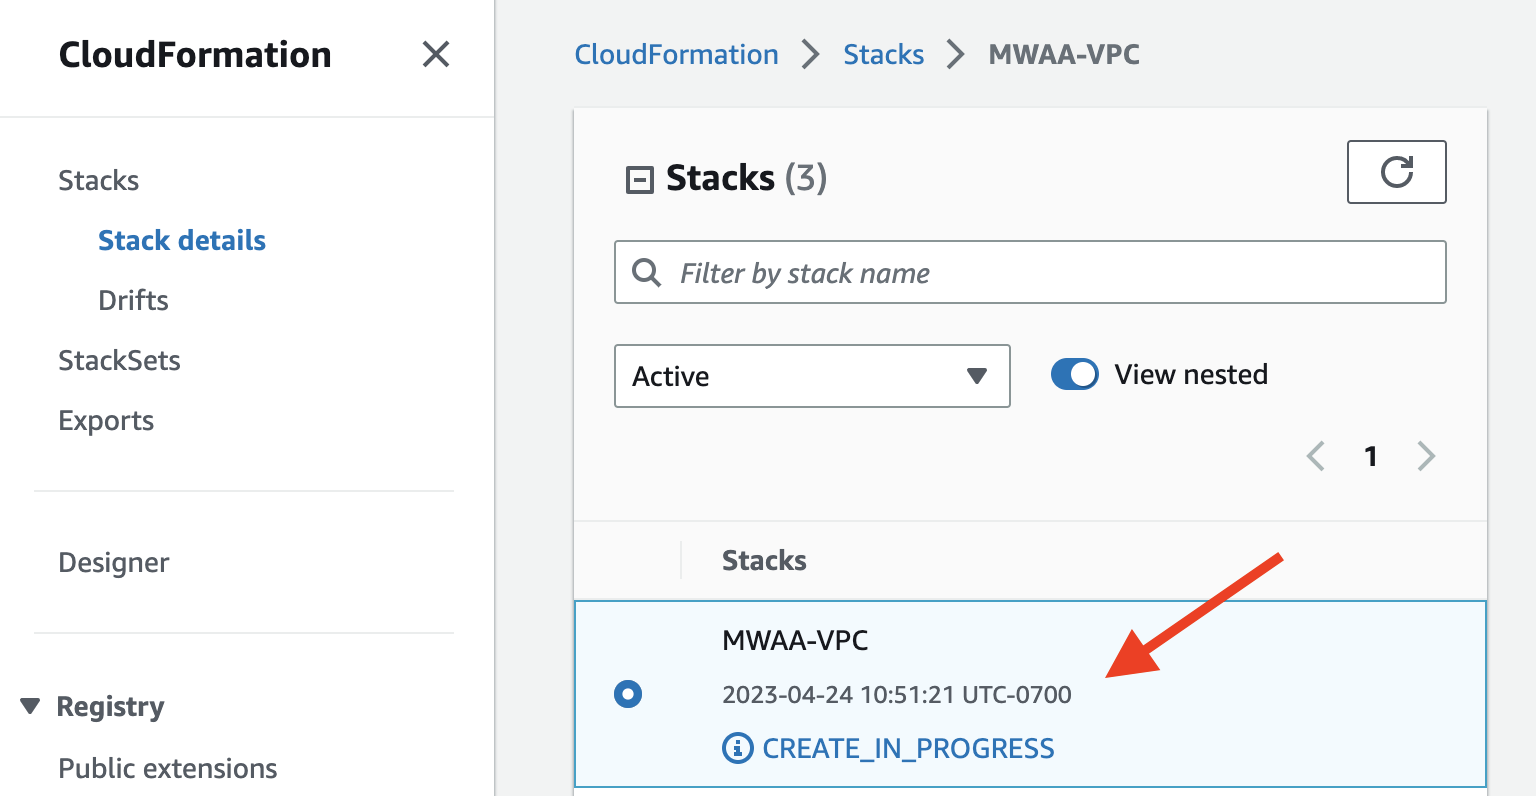 CloudFormation
Stacks
Stack details
Drifts
StackSets
Exports
Designer
Registry
Public extensions
CloudFormation Stacks MWAA-VPC
Stacks (3)
Filter by stack name
Active View nested
1
Stacks
MWAA-VPC
2023-04-24 10:51:21 UTC-0700
CREATE_IN_PROGRESS